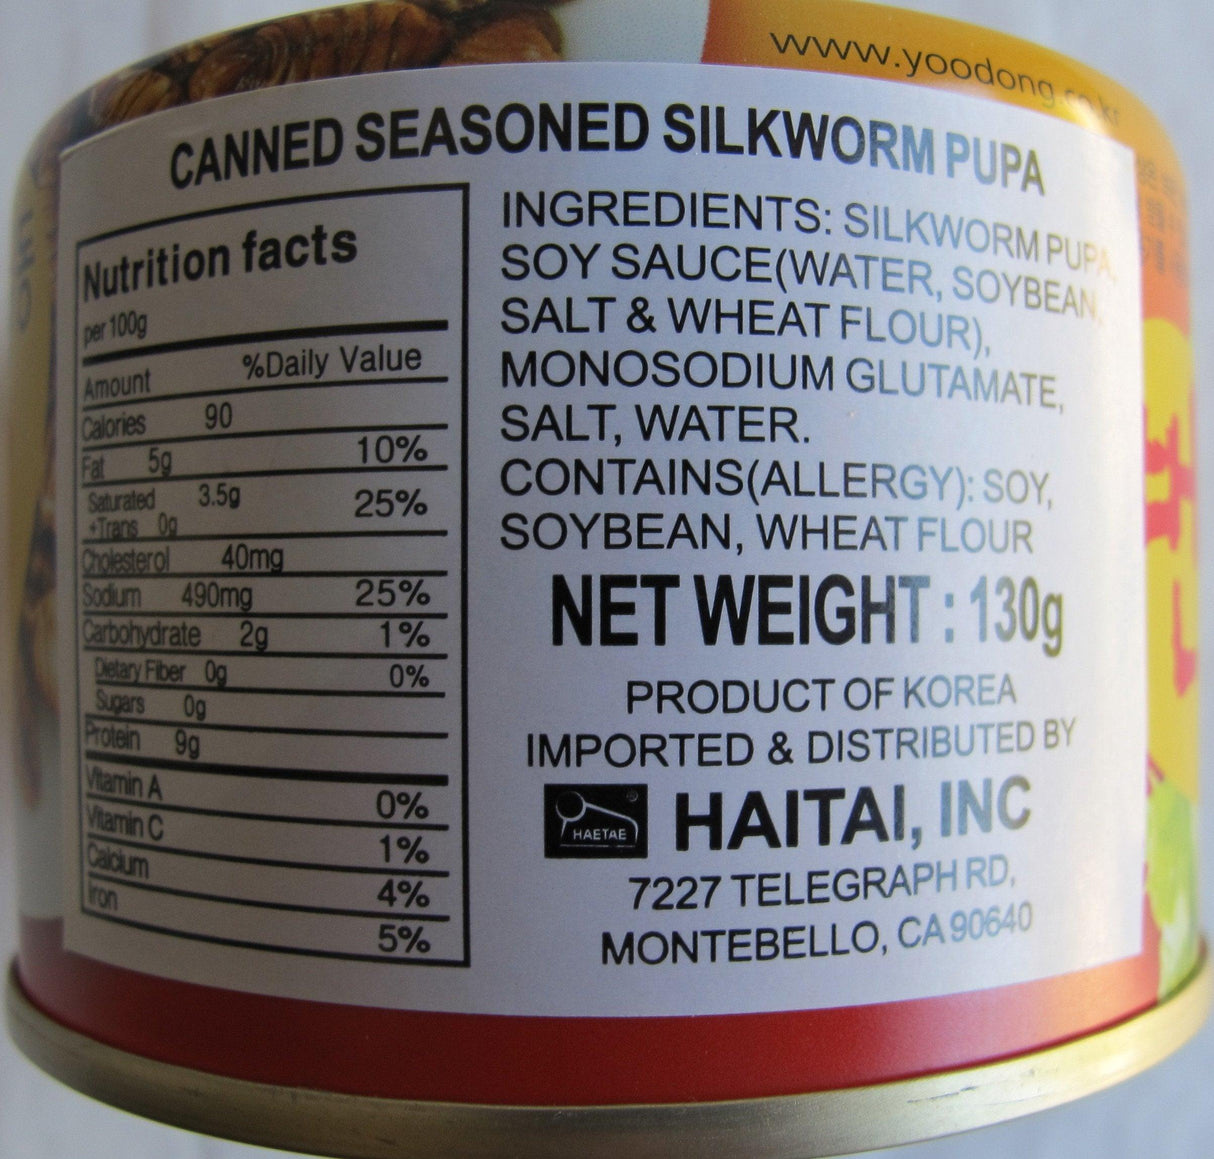 www.yoodong.co.kr
CANNED SEASONED SILKWORM PUPA
Nutrition facts
per 100g
%Daily Value
Amount
Calories 90
Fat 5g 10%
Saturated 3.5g 25%
+Trans 0g
Cholesterol 40mg
Sodium 490mg 25%
Carbohydrate 2g 1%
Dietary Fiber 0g 0%
Sugars 0g
Protein 9g
Vitamin A 0%
Vitamin C 1%
Calcium 4%
Iron 5%
INGREDIENTS: SILKWORM PUPA,
SOY SAUCE(WATER, SOYBEAN,
SALT & WHEAT FLOUR),
MONOSODIUM GLUTAMATE,
SALT, WATER.
CONTAINS(ALLERGY): SOY,
SOYBEAN, WHEAT FLOUR
NET WEIGHT : 130g
PRODUCT OF KOREA
IMPORTED & DISTRIBUTED BY
HAETAE ® HAITAI, INC
7227 TELEGRAPH RD,
MONTEBELLO, CA 90640